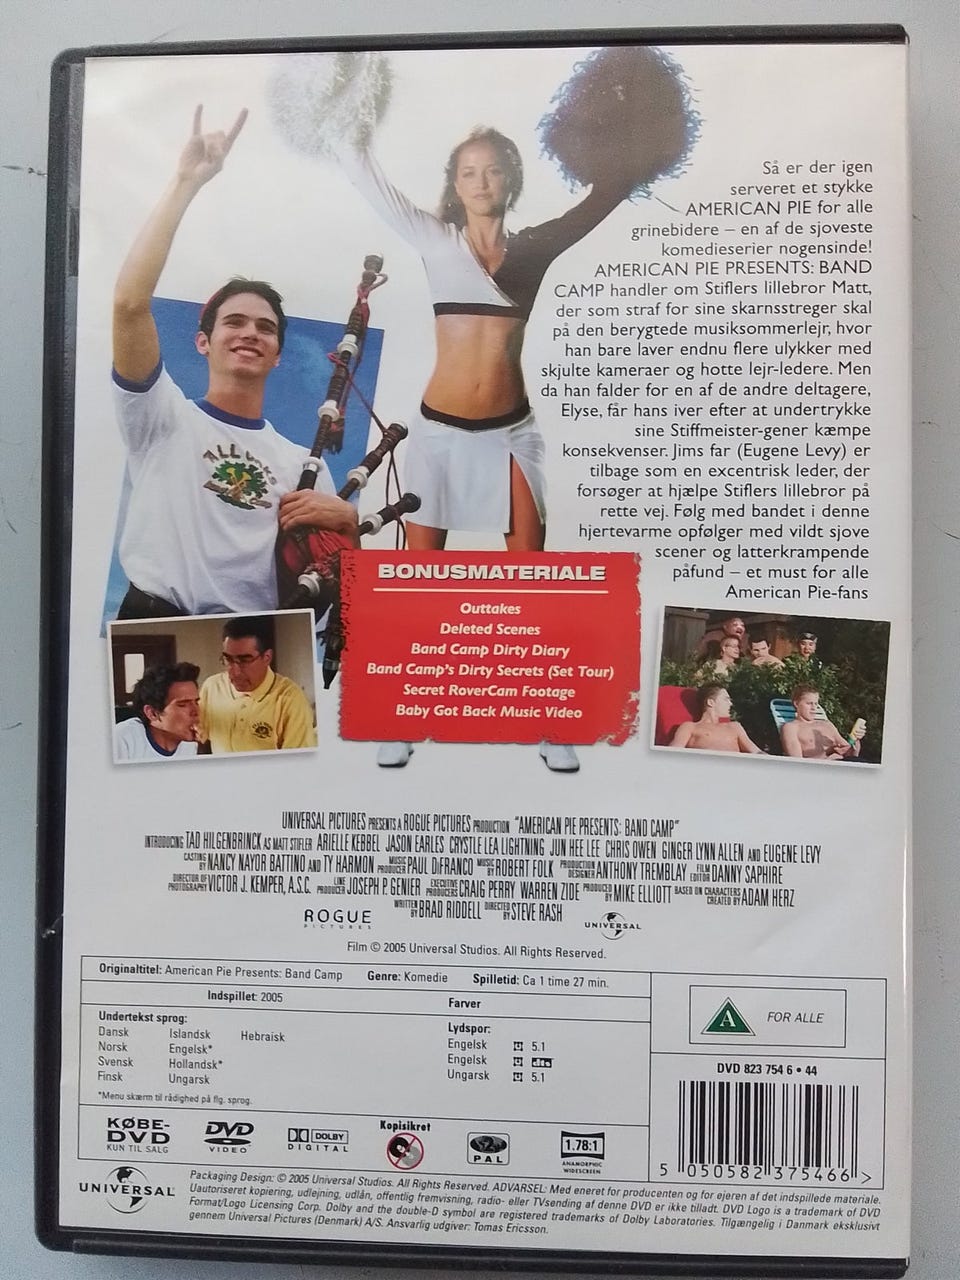 Så er der igen
serveret et stykke
AMERICAN PIE for alle
grinebidere – en af de sjoveste
komedieserier nogensinde!
AMERICAN PIE PRESENTS: BAND
CAMP handler om Stiflers lillebror Matt,
der som straf for sine skarnsstreger skal
på den berygtede musiksommerlejr, hvor
han bare laver endnu flere ulykker med
skjulte kameraer og hotte lejr-ledere. Men
da han falder for en af de andre deltagere,
Elyse, får hans iver efter at undertrykke
sine Stiffmeister-gener kæmpe
konsekvenser. Jims far (Eugene Levy) er
tilbage som en excentrisk leder, der
forsøger at hjælpe Stiflers lillebror på
rette vej. Følg med bandet i denne
hjertevarme opfølger med vildt sjove
scener og latterkrampende
påfund – et must for alle
American Pie-fans
BONUSMATERIALE
Outtakes
Deleted Scenes
Band Camp Dirty Diary
Band Camp's Dirty Secrets (Set Tour)
Secret RoverCam Footage
Baby Got Back Music Video
UNIVERSAL PICTURES PRESENTS A ROGUE PICTURES PRODUCTION "AMERICAN PIE PRESENTS: BAND CAMP"
INTRODUCING TAD HILGENBRINCK AS MATT STIFLER ARIELLE KEBBEL JASON EARLES CRYSTLE LEA LIGHTNING JUN HEE LEE CHRIS OWEN GINGER LYNN ALLEN AND EUGENE LEVY
CASTING BY NANCY NAYOR BATTINO AND TY HARMON MUSIC PRODUCER PAUL DIFRANCO MUSIC BY ROBERT FOLK PRODUCTION DESIGNER ANTHONY TREMBLAY FILM EDITOR DANNY SAPHIRE
DIRECTOR OF PHOTOGRAPHY VICTOR J. KEMPER, A.S.C. LINE PRODUCER JOSEPH P. GENIER EXECUTIVE PRODUCERS CRAIG PERRY WARREN ZIDE PRODUCED BY MIKE ELLIOTT BASED ON CHARACTERS CREATED BY ADAM HERZ
WRITTEN BY BRAD RIDDELL DIRECTED BY STEVE RASH
ROGUE
PICTURES
UNIVERSAL
Film © 2005 Universal Studios. All Rights Reserved.
Originaltitel: American Pie Presents: Band Camp Genre: Komedie Spilletid: Ca 1 time 27 min.
Indspillet: 2005 Farver
Undertekst sprog:
Dansk Islandsk Hebraisk
Norsk Engelsk*
Svensk Hollandsk*
Finsk Ungarsk
*Menu skærm til rådighed på flg. sprog.
Lydspor:
Engelsk 5.1
Engelsk dts
Ungarsk 5.1
A FOR ALLE
DVD 823 754 6 • 44
5 050582 375466 >
KØBE-
DVD
KUN TIL SALG
DVD
VIDEO
DOLBY
DIGITAL
Kopisikret
PAL
1.78:1
ANAMORPHIC
WIDESCREEN
UNIVERSAL
Packaging Design: © 2005 Universal Studios. All Rights Reserved. ADVARSEL: Med eneret for producenten og for ejeren af det indspillede materiale.
Uautoriseret kopiering, udlejning, udlån, offentlig fremvisning, radio- eller TVsending af denne DVD er ikke tilladt. DVD Logo is a trademark of DVD
Format/Logo Licensing Corp. Dolby and the double-D symbol are registered trademarks of Dolby Laboratories. Tilgængelig i Danmark eksklusivt
gennem Universal Pictures (Denmark) A/S. Ansvarlig udgiver: Tomas Ericsson.